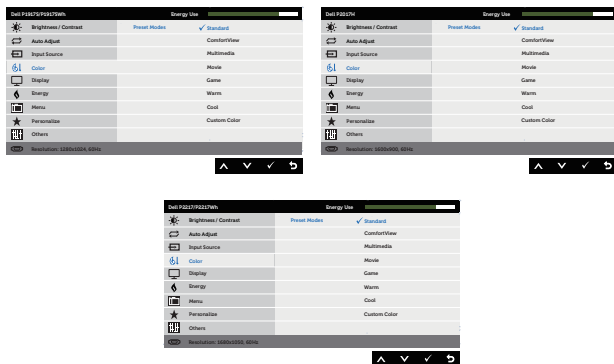 Dell P1917S/P1917SWh Energy Use
Brightness / Contrast Preset Modes ✓ Standard
Auto Adjust ComfortView
Input Source Multimedia
Color Movie
Display Game
Energy Warm
Menu Cool
Personalize Custom Color
Others
Resolution: 1280x1024, 60Hz
Dell P2017H Energy Use
Brightness / Contrast Preset Modes ✓ Standard
Auto Adjust ComfortView
Input Source Multimedia
Color Movie
Display Game
Energy Warm
Menu Cool
Personalize Custom Color
Others
Resolution: 1600x900, 60Hz
Dell P2217/P2217Wh Energy Use
Brightness / Contrast Preset Modes ✓ Standard
Auto Adjust ComfortView
Input Source Multimedia
Color Movie
Display Game
Energy Warm
Menu Cool
Personalize Custom Color
Others
Resolution: 1680x1050, 60Hz